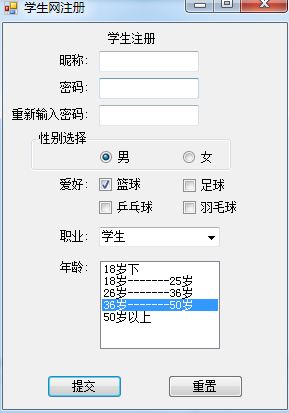 学生网注册
学生注册
昵称:
密码:
重新输入密码:
性别选择
男 女
爱好: 篮球 足球
乒乓球 羽毛球
职业: 学生
年龄: 18岁下
18岁-------25岁
26岁-------36岁
36岁-------50岁
50岁以上
提交 重置